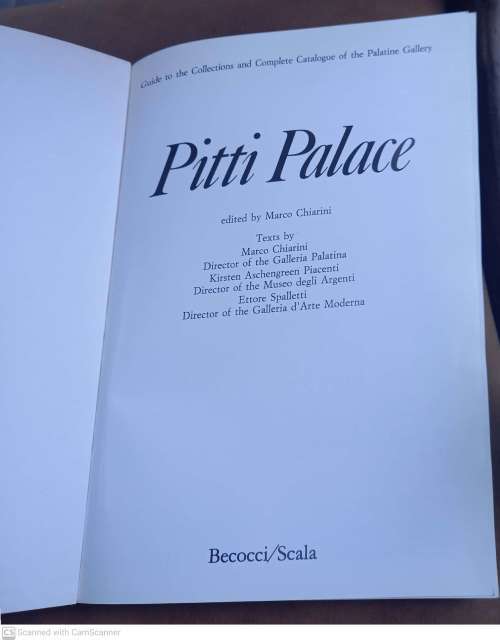 Guide to the Collections and Complete Catalogue of the Palatine Gallery
Pitti Palace
edited by Marco Chiarini
Texts by
Marco Chiarini
Director of the Galleria Palatina
Kirsten Aschengreen Piacenti
Director of the Museo degli Argenti
Ettore Spalletti
Director of the Galleria d'Arte Moderna
Becocci/Scala
CS Scanned with CamScanner